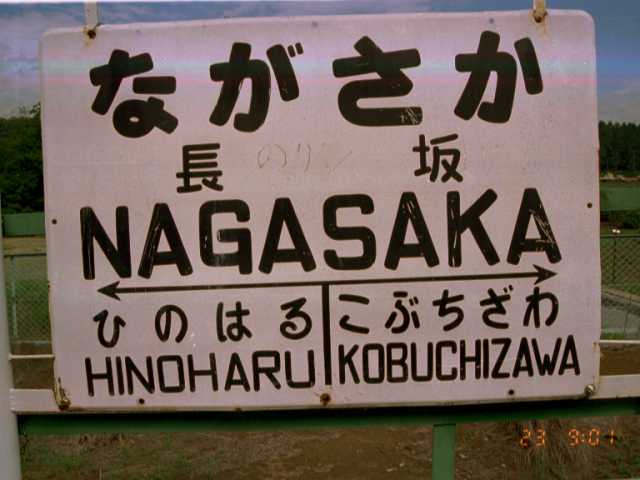 ながさか
長 坂
NAGASAKA
ひのはる こぶちざわ
HINOHARU KOBUCHIZAWA
23 9:01